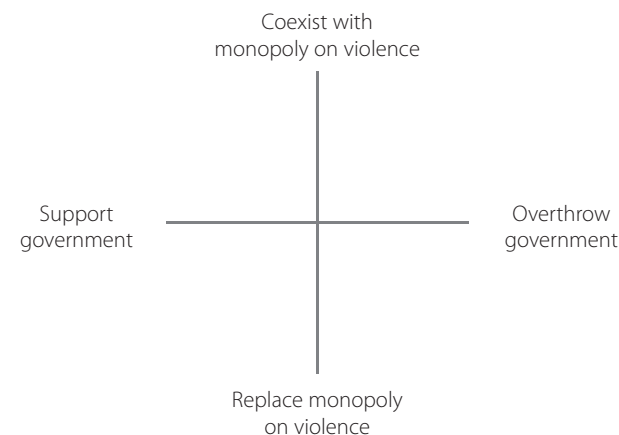 Coexist with
monopoly on violence
Support
government
Overthrow
government
Replace monopoly
on violence